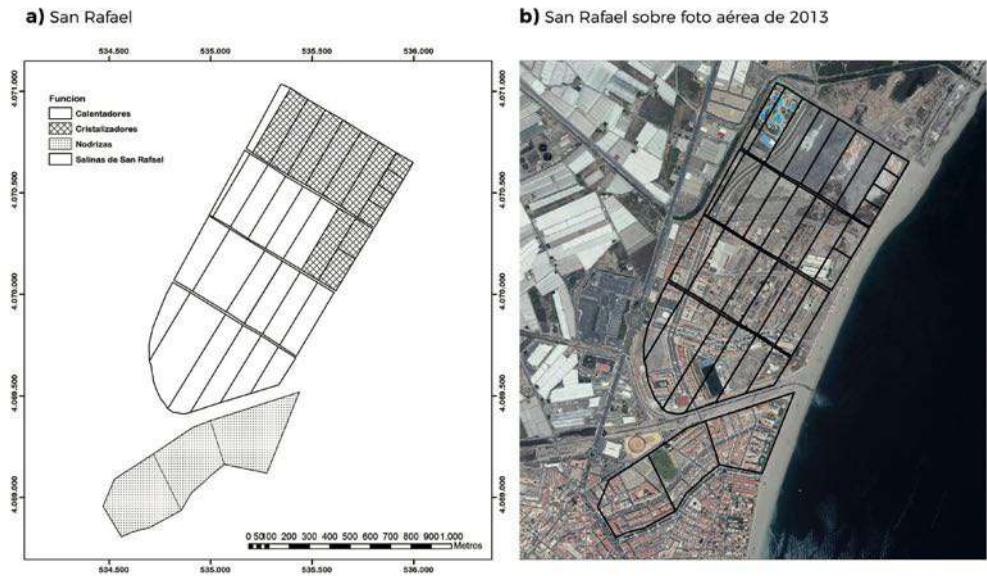 a) San Rafael
b) San Rafael sobre foto aérea de 2013
534.500 535.000 535.500 536.000
4.071.000
4.070.500
4.070.000
4.069.500
4.069.000
Funcion
Calentadores
Cristalizadores
Nodrizas
Salinas de San Rafael
4.071.000
4.070.500
4.070.000
4.069.500
4.069.000
0 50 100 200 300 400 500 600 700 800 900 1.000
Metros
534.500 535.000 535.500 536.000